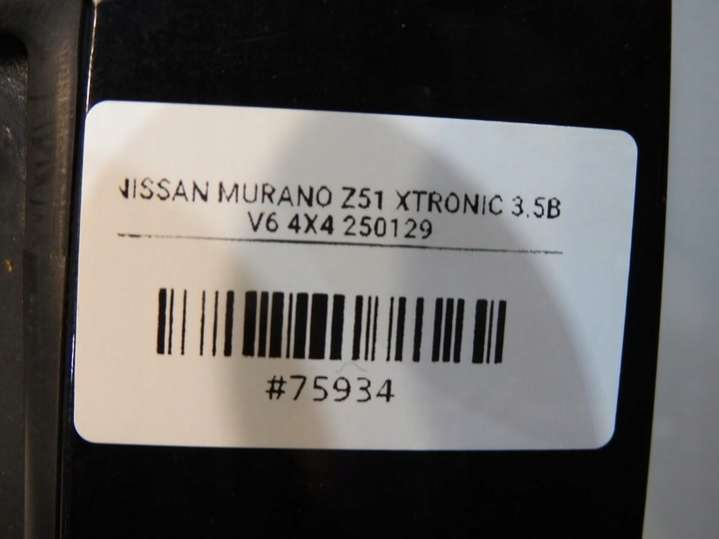 NISSAN MURANO Z51 XTRONIC 3.5B
V6 4X4 250129
#75934